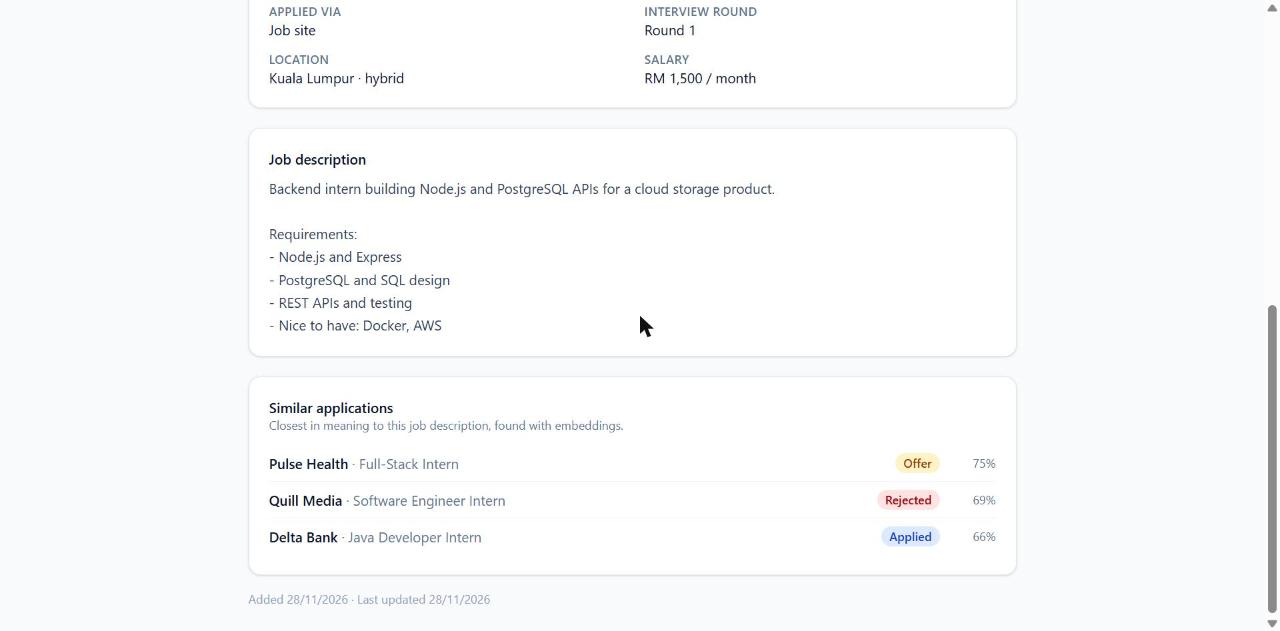 APPLIED VIA
INTERVIEW ROUND
Job site
Round 1
LOCATION
SALARY
Kuala Lumpur · hybrid
RM 1,500 / month
Job description
Backend intern building Node.js and PostgreSQL APIs for a cloud storage product.
Requirements:
- Node.js and Express
- PostgreSQL and SQL design
- REST APIs and testing
- Nice to have: Docker, AWS
Similar applications
Closest in meaning to this job description, found with embeddings.
Pulse Health · Full-Stack Intern Offer 75%
Quill Media · Software Engineer Intern Rejected 69%
Delta Bank · Java Developer Intern Applied 66%
Added 28/11/2026 · Last updated 28/11/2026